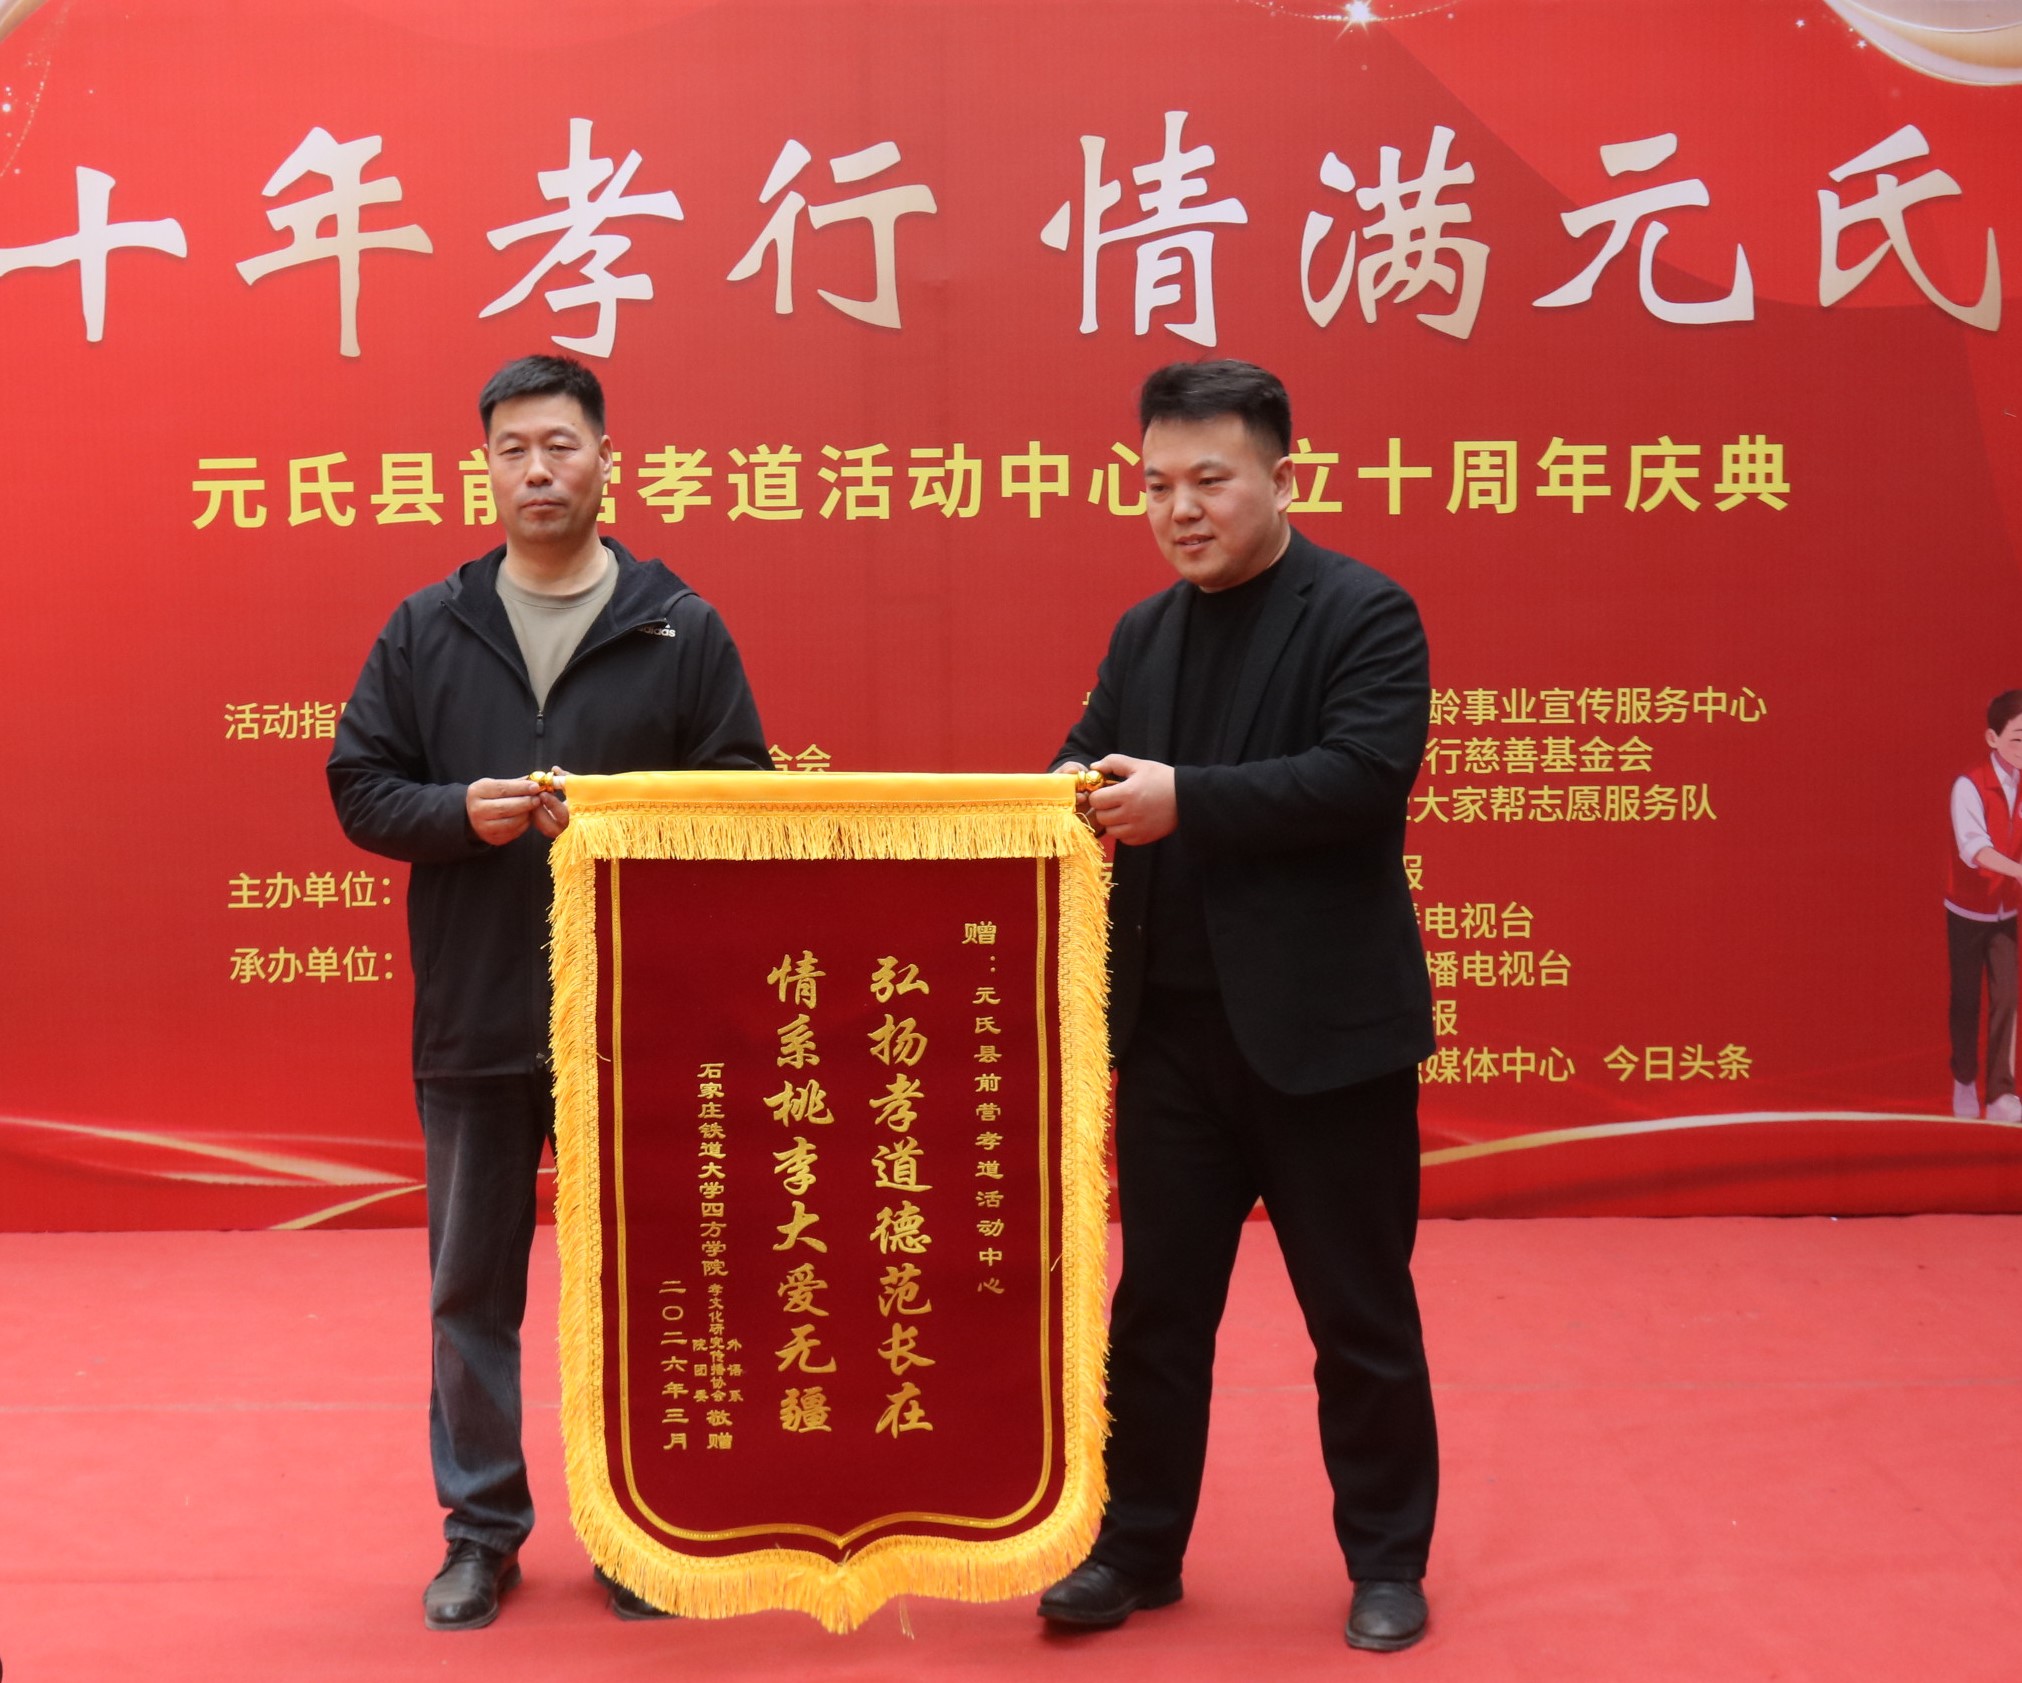 十年孝行 情满元氏
元氏县前营孝道活动中心 立十周年庆典
活动指
龄事业宣传服务中心
合会
行慈善基金会
大家帮志愿服务队
主办单位：
报
电视台
承办单位：
播电视台
报
媒体中心 今日头条
adidas
赠：元氏县前营孝道活动中心
弘扬孝道德范长在
情系桃李大爱无疆
石家庄铁道大学四方学院
外语系
孝文化研究传播协会
院团委
敬赠
二〇二六年三月